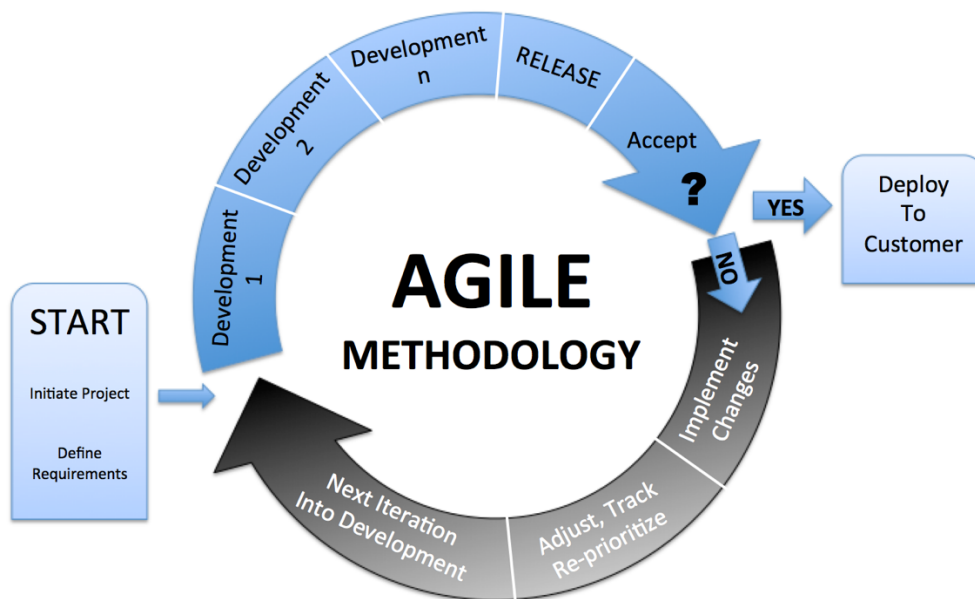 START
Initiate Project
Define
Requirements
Development
1
Development
2
Development
n
RELEASE
Accept
?
YES
Deploy
To
Customer
NO
Implement
Changes
Adjust, Track
Re-prioritize
Next Iteration
Into Development
AGILE
METHODOLOGY